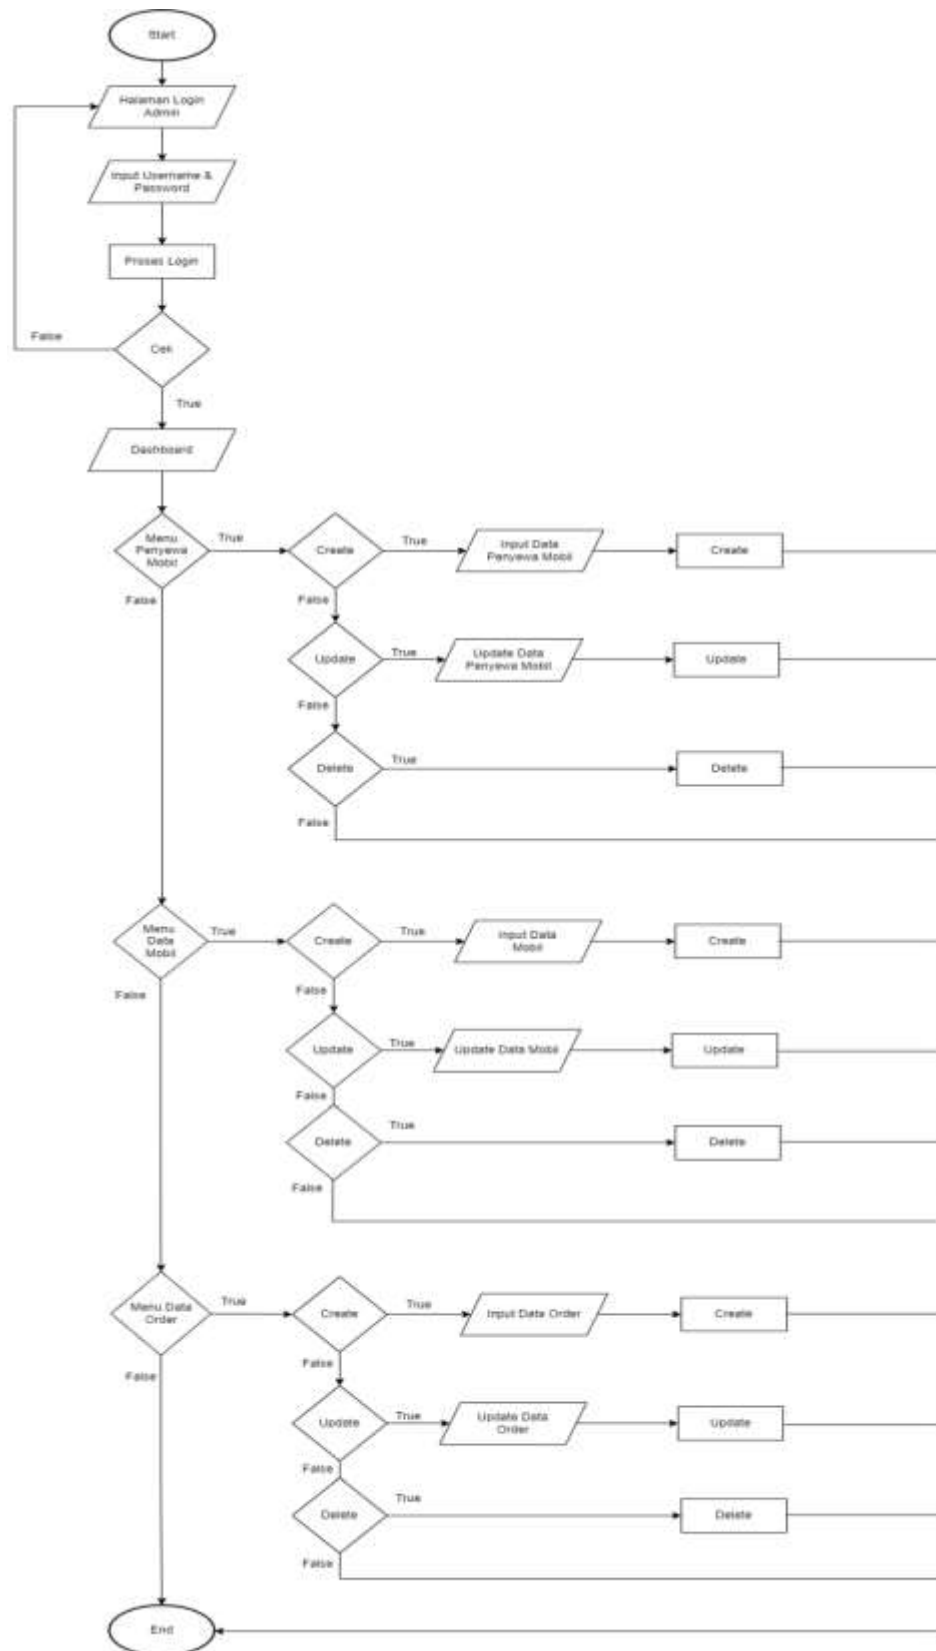 Start
Halaman Login
Admin
Input Username &
Password
Proses Login
False
Cek
True
Dashboard
Menu
Penyewa
Mobil
True
Create
True
Input Data
Penyewa Mobil
Create
False
False
Update
True
Update Data
Penyewa Mobil
Update
False
Delete
True
Delete
False
Menu
Data
Mobil
True
Create
True
Input Data
Mobil
Create
False
False
Update
True
Update Data Mobil
Update
False
Delete
True
Delete
False
Menu Data
Order
True
Create
True
Input Data Order
Create
False
False
Update
True
Update Data
Order
Update
False
Delete
True
Delete
False
End